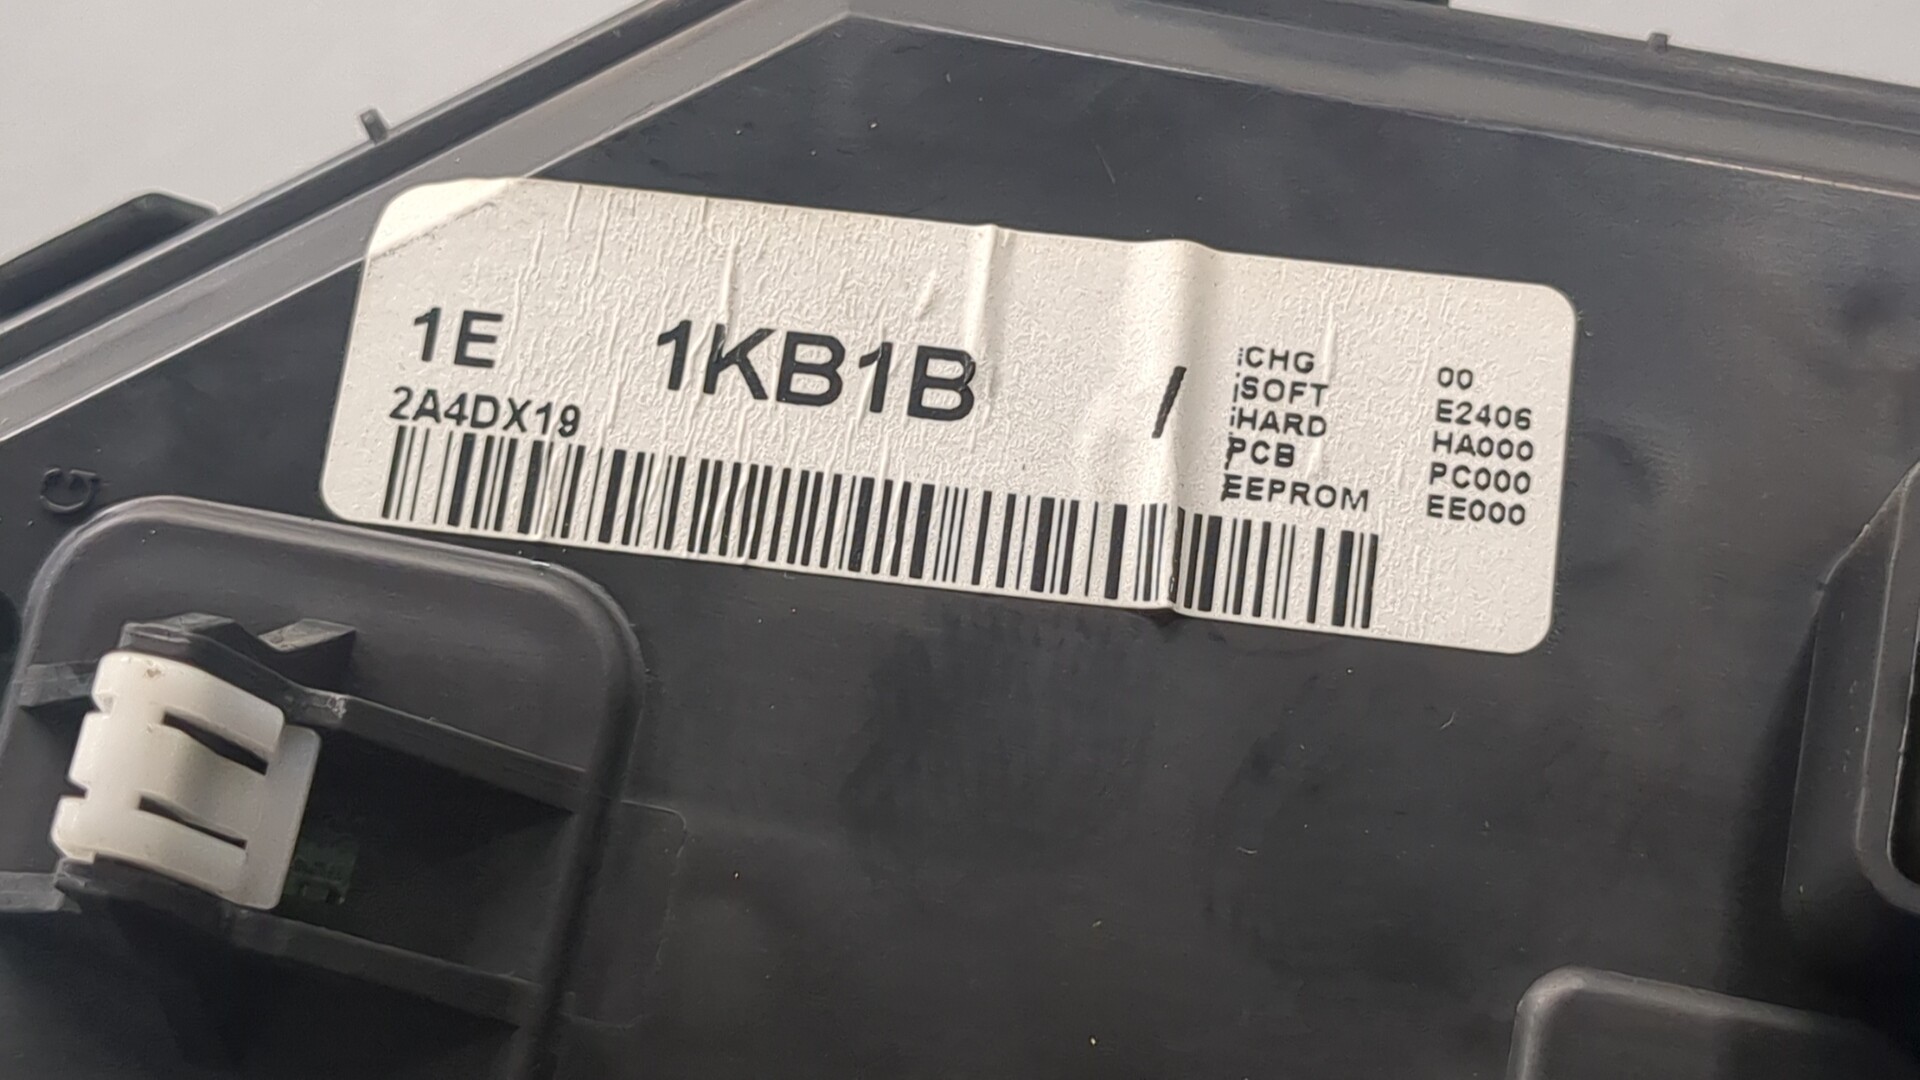 1E 1KB1B /
2A4DX19
CHG 00
SOFT E2406
HARD HA000
PCB PC000
EEPROM EE000
G